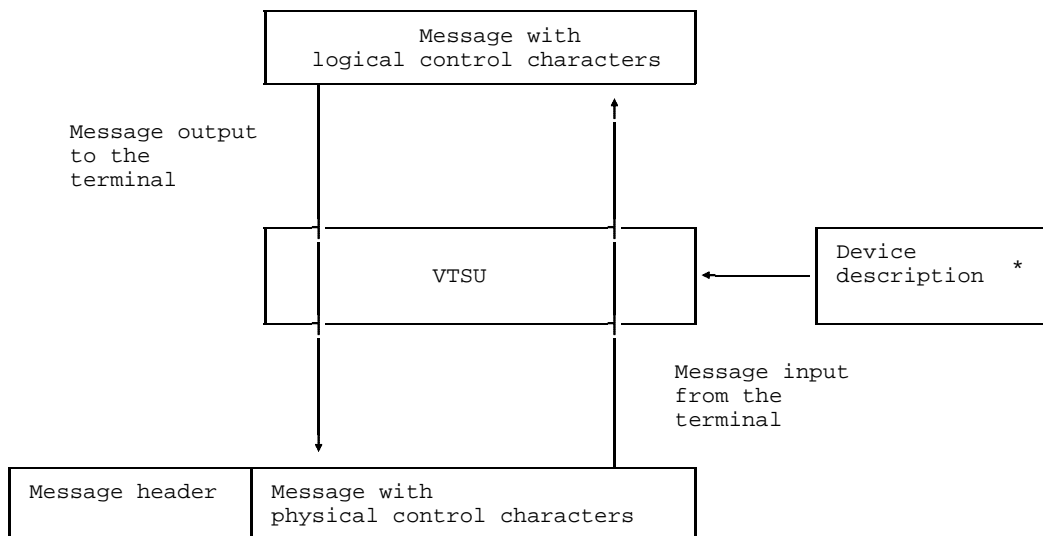 Message with
logical control characters
Message output
to the
terminal
VTSU
Device
description *
Message input
from the
terminal
Message header
Message with
physical control characters